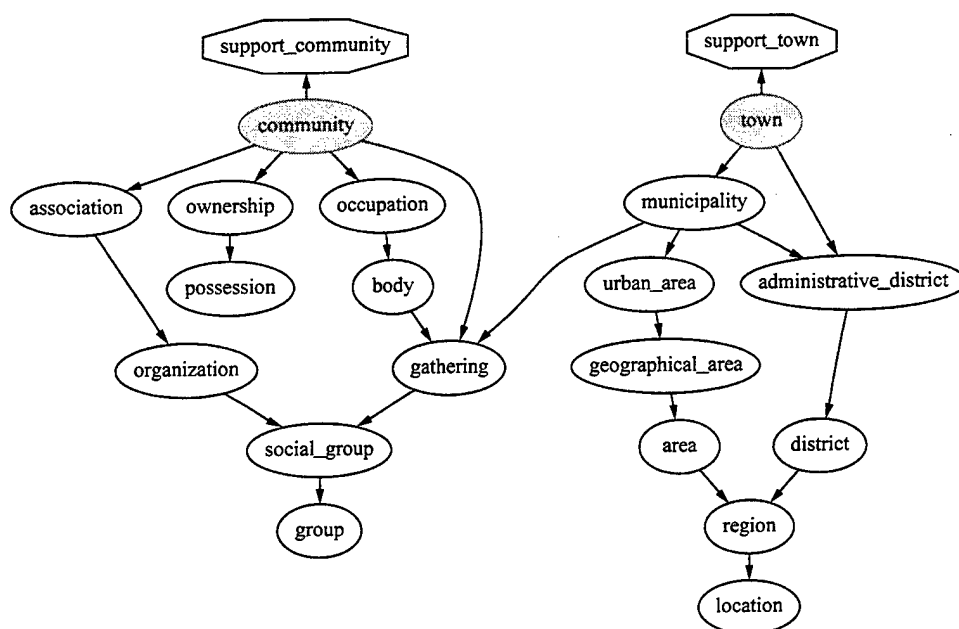 support_community
support_town
community
town
association
ownership
occupation
municipality
possession
body
urban_area
administrative_district
organization
gathering
geographical_area
social_group
area
district
group
region
location